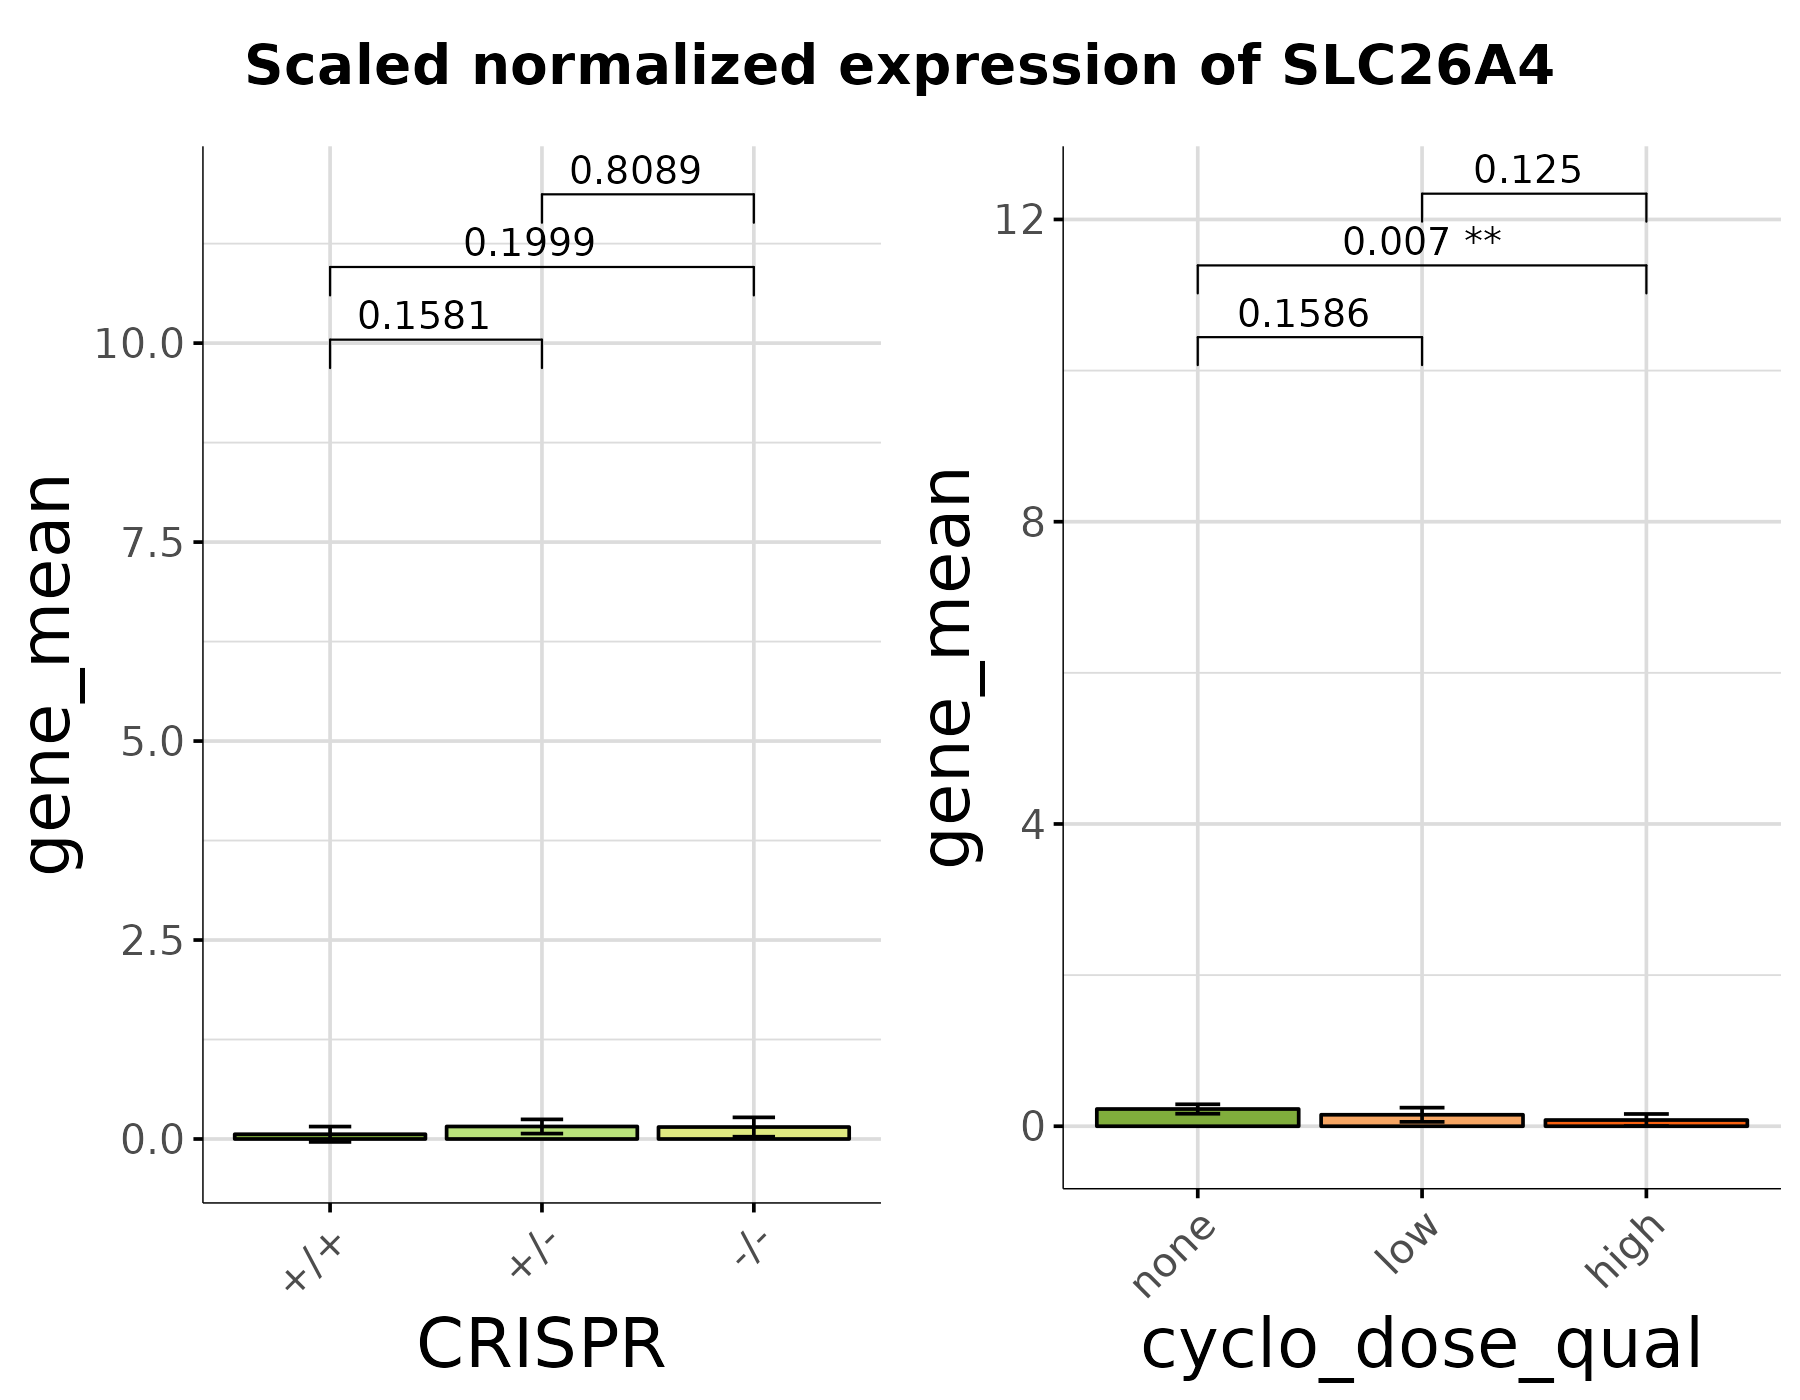 Scaled normalized expression of SLC26A4
gene_mean
10.0
7.5
5.0
2.5
0.0
0.8089
0.1999
0.1581
+/+
+/-
-/-
CRISPR
gene_mean
12
8
4
0
0.125
0.007 **
0.1586
none
low
high
cyclo_dose_qual